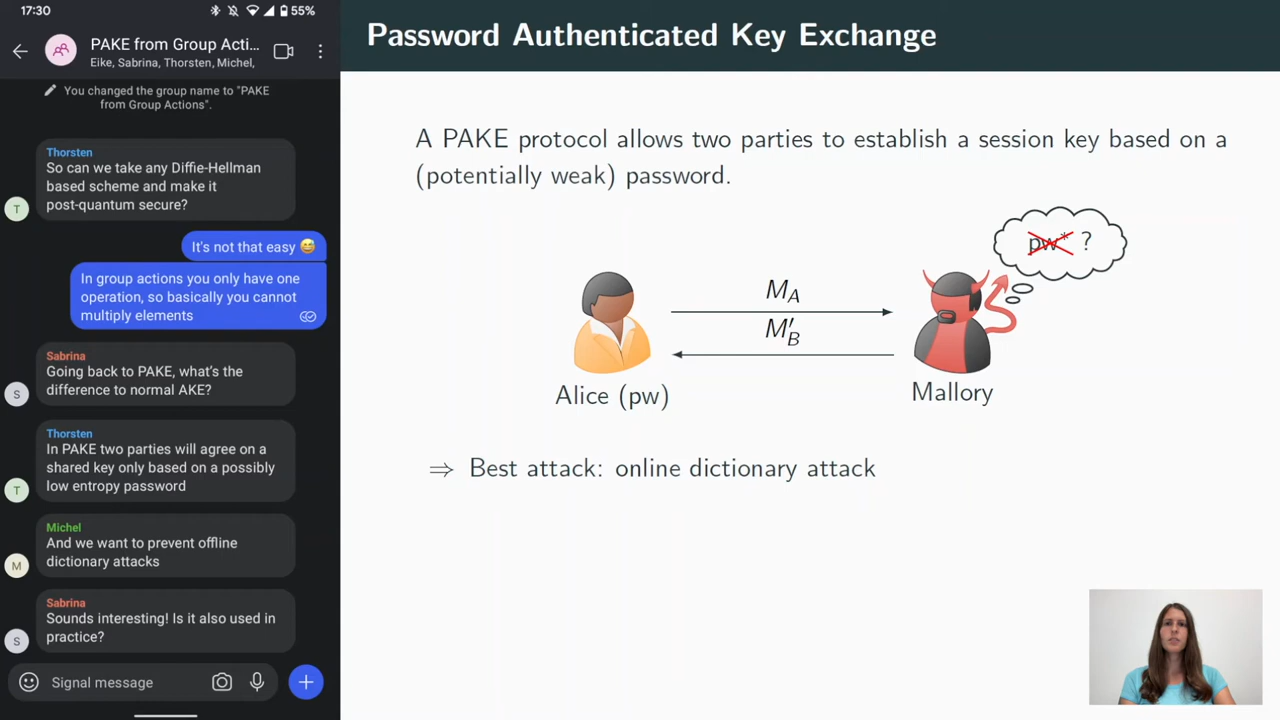 17:30
55%
PAKE from Group Acti...
Eike, Sabrina, Thorsten, Michel,
You changed the group name to "PAKE
from Group Actions".
Thorsten
So can we take any Diffie-Hellman
based scheme and make it
post-quantum secure?
T
It's not that easy 😅
In group actions you only have one
operation, so basically you cannot
multiply elements
Sabrina
Going back to PAKE, what's the
difference to normal AKE?
S
Thorsten
In PAKE two parties will agree on a
shared key only based on a possibly
low entropy password
T
Michel
And we want to prevent offline
dictionary attacks
M
Sabrina
Sounds interesting! Is it also used in
practice?
S
Signal message
Password Authenticated Key Exchange
A PAKE protocol allows two parties to establish a session key based on a
(potentially weak) password.
pw* ?
M_A
M'_B
Alice (pw)
Mallory
⇒ Best attack: online dictionary attack